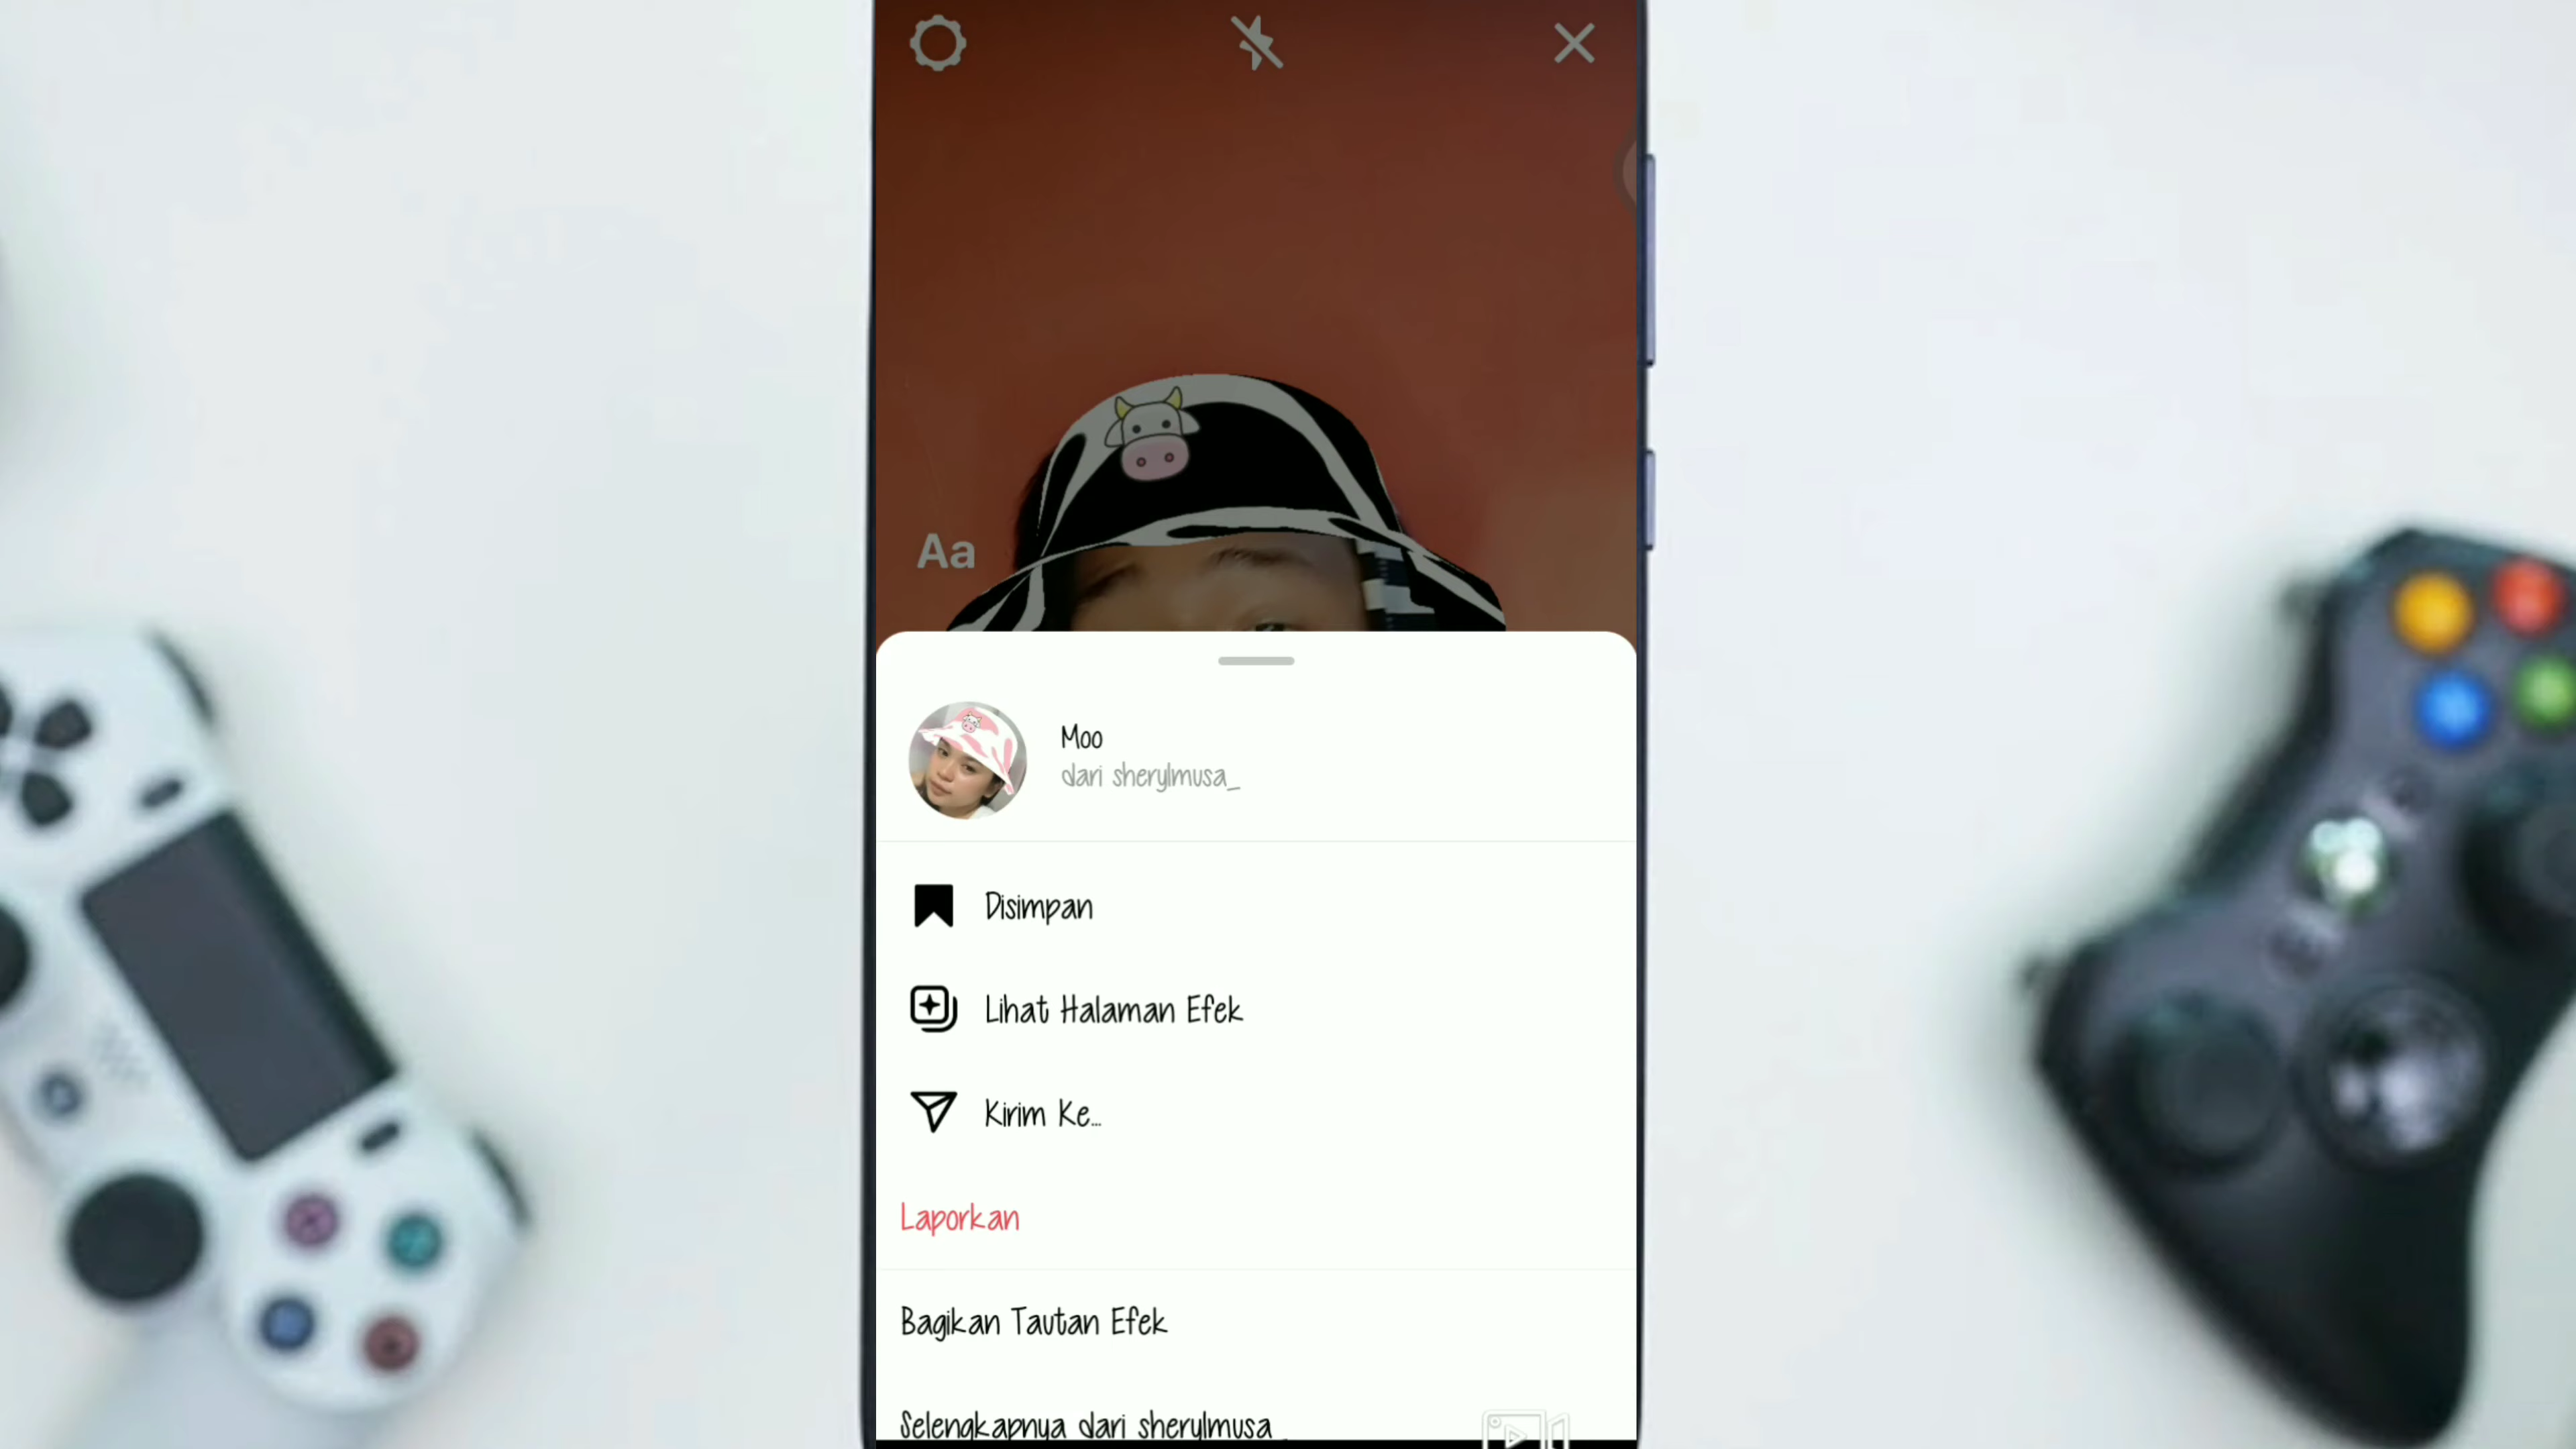 Aa
Moo
dari sherylmusa_
Disimpan
Lihat Halaman Efek
Kirim Ke...
Laporkan
Bagikan Tautan Efek
Selengkapnya dari sherylmusa_